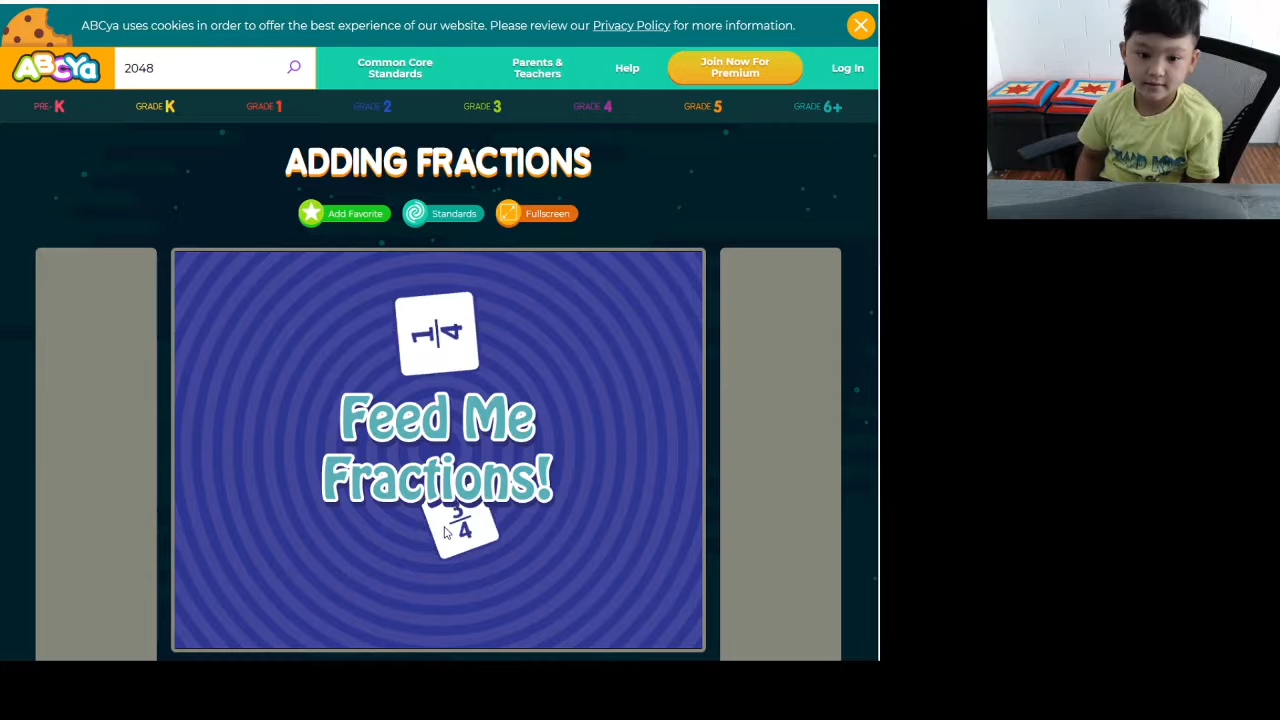 ABCya uses cookies in order to offer the best experience of our website. Please review our Privacy Policy for more information.
ABCYa
2048
Common Core
Standards
Parents &
Teachers
Help
Join Now For
Premium
Log In
PRE- K
GRADE K
GRADE 1
GRADE 2
GRADE 3
GRADE 4
GRADE 5
GRADE 6+
ADDING FRACTIONS
Add Favorite
Standards
Fullscreen
1/4
Feed Me
Fractions!
3/4